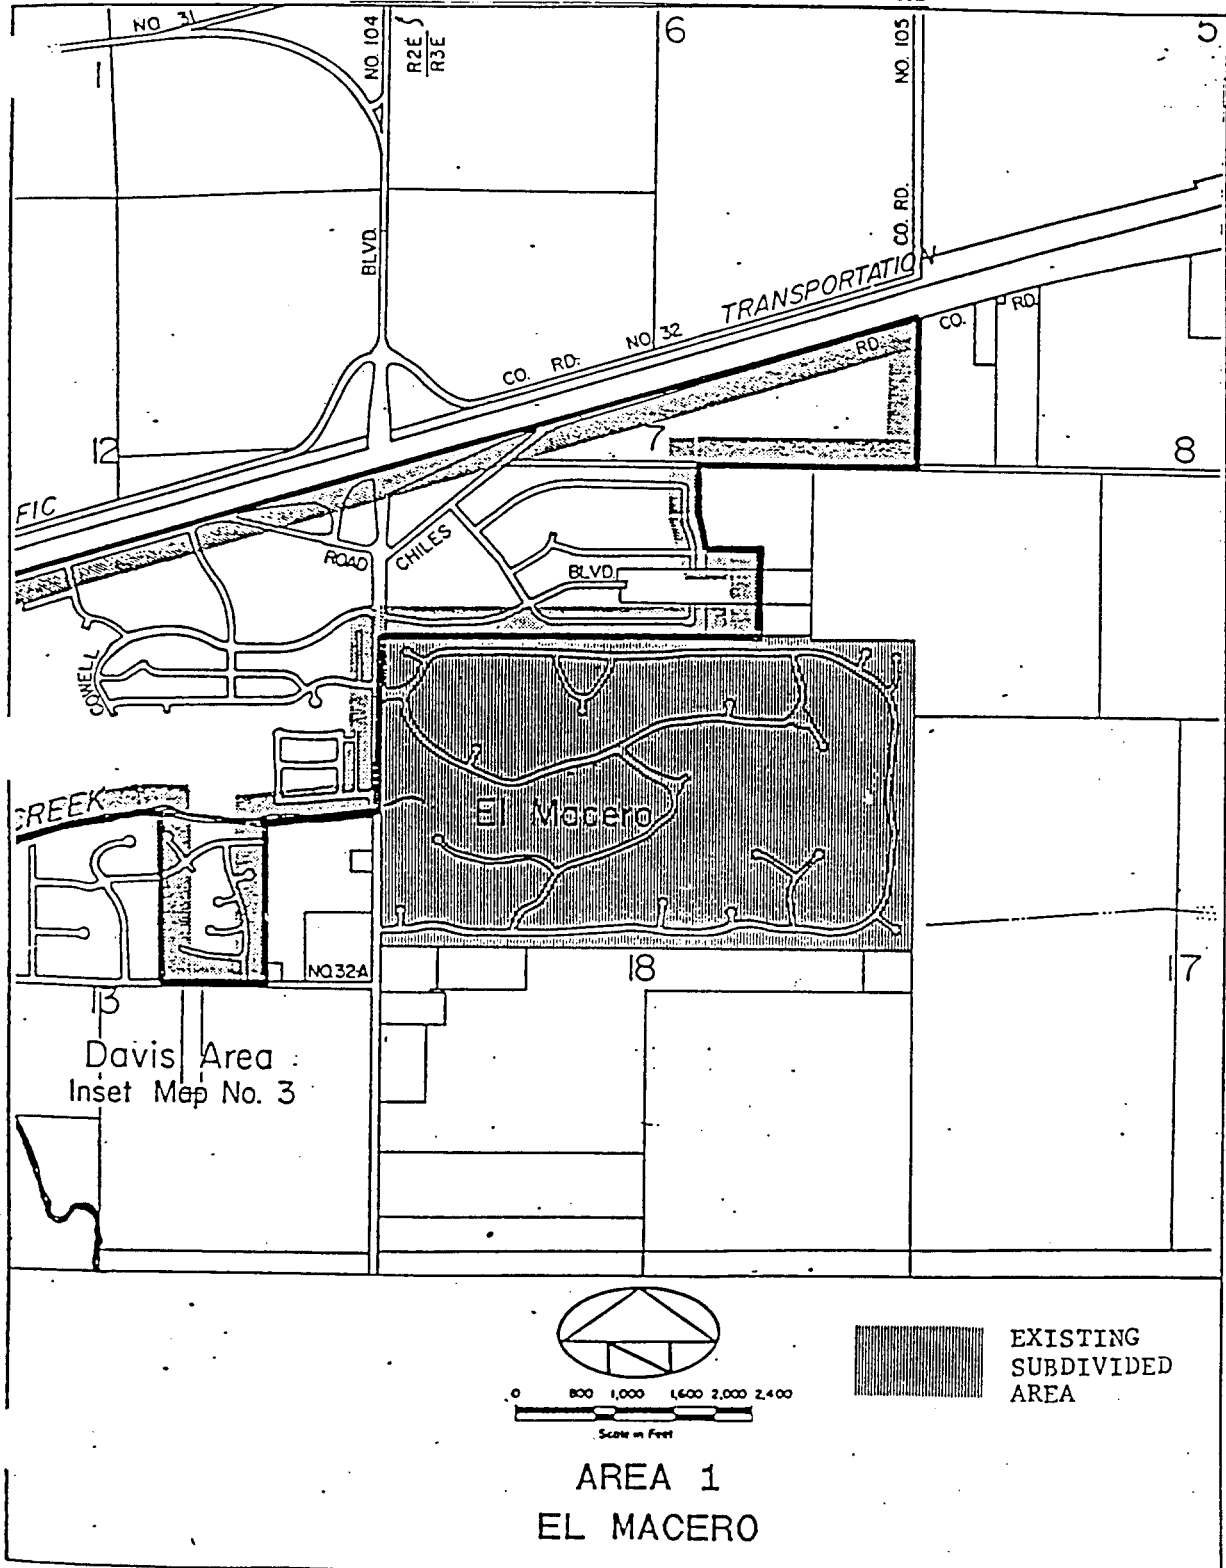 NO. 31
NO. 104
R2E
R3E
6
NO. 105
CO. RD.
BLVD.
TRANSPORTATION
CO. RD. NO. 32
CO. RD.
RD.
12
7
8
FIC
ROAD
CHILES
BLVD.
COWELL
CREEK
El Macero
NO. 32-A
13
18
17
Davis Area
Inset Map No. 3
0 800 1,000 1,600 2,000 2,400
Scale in Feet
EXISTING
SUBDIVIDED
AREA
AREA 1
EL MACERO